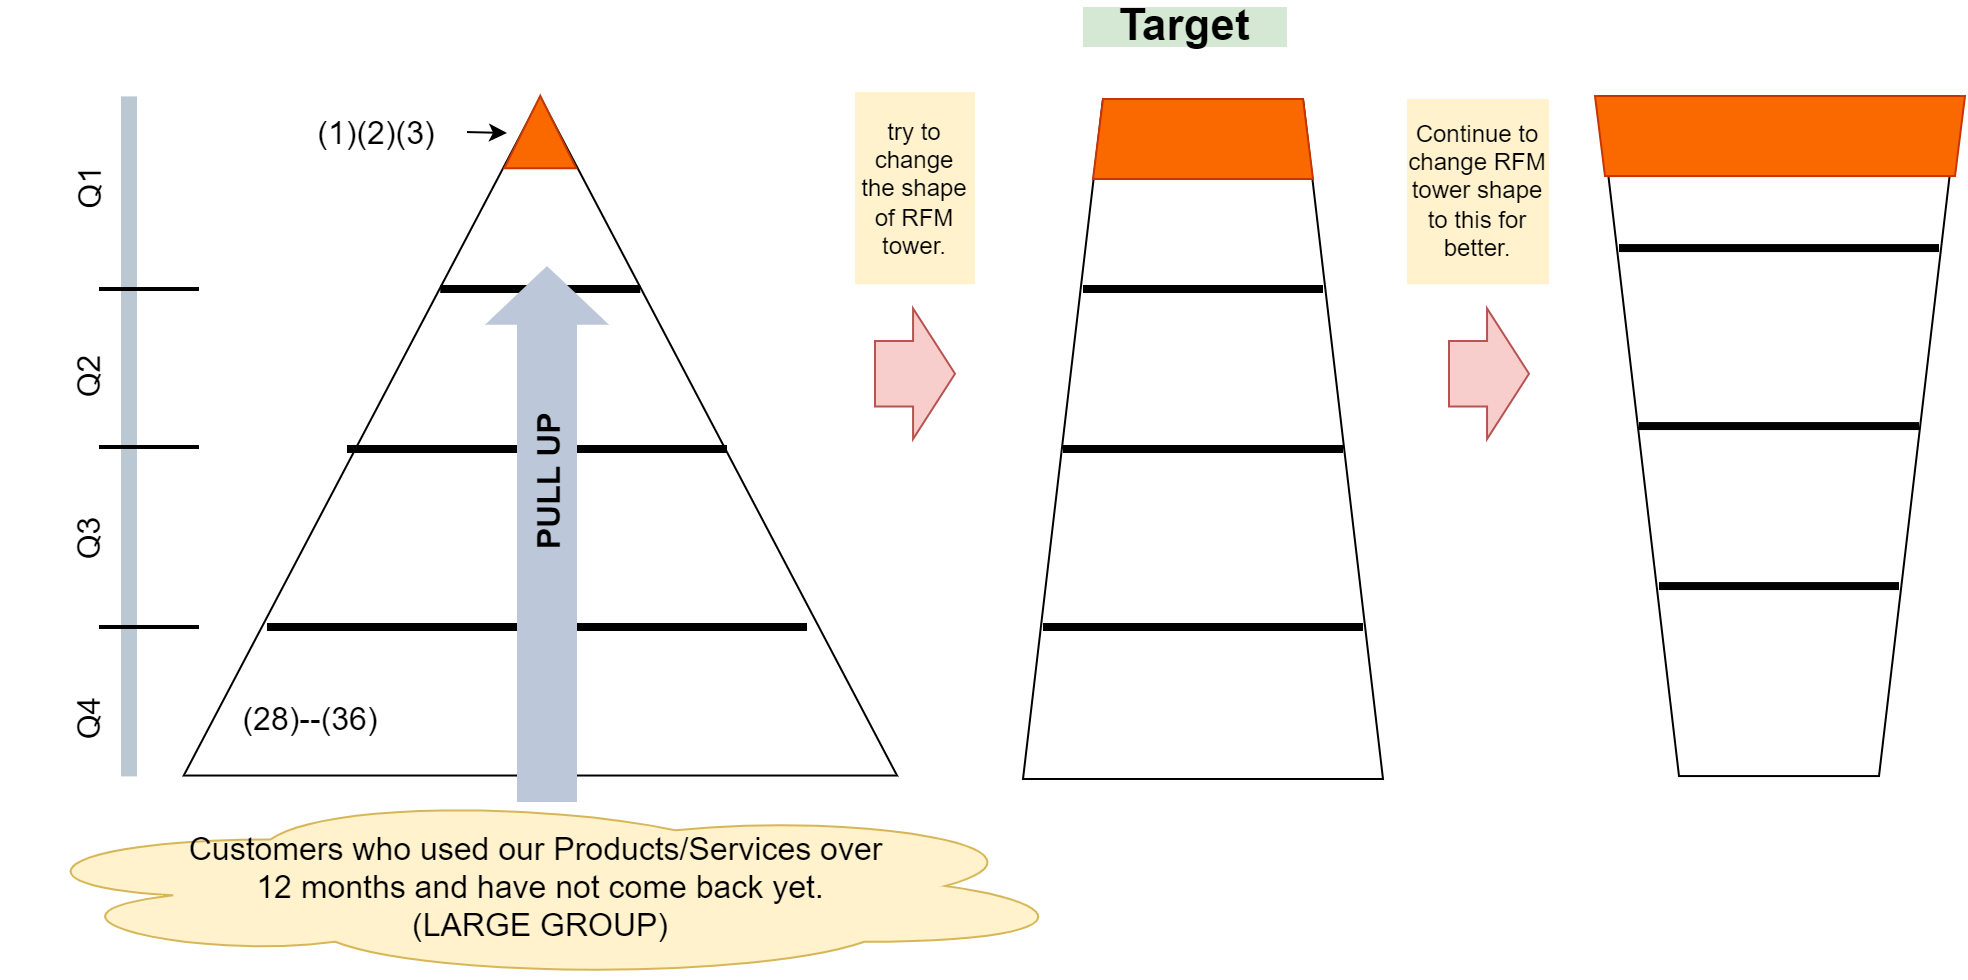 Target
(1)(2)(3)
try to
change
the shape
of RFM
tower.
Continue to
change RFM
tower shape
to this for
better.
Q1
Q2
Q3
Q4
PULL UP
(28)--(36)
Customers who used our Products/Services over
12 months and have not come back yet.
(LARGE GROUP)